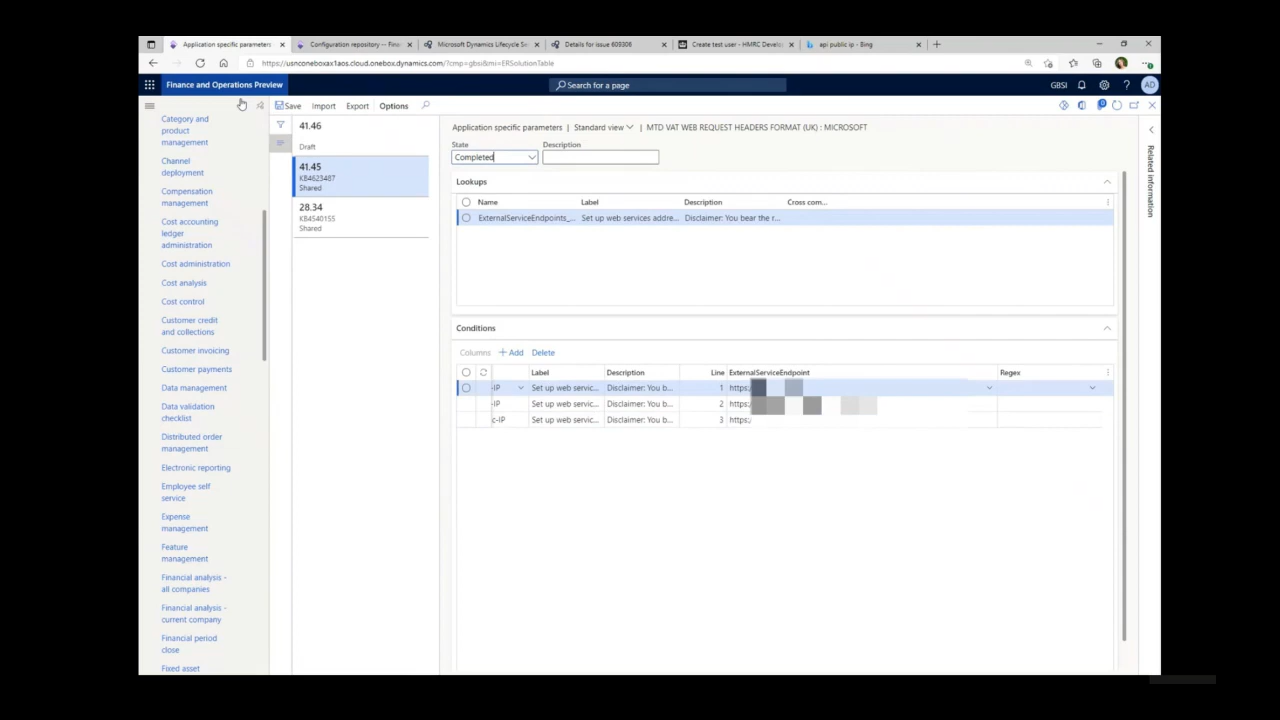 Application specific parameters
Configuration repository -- Finan
Microsoft Dynamics Lifecycle Se
Details for issue 609306
Create test user - HMRC Develo
api public ip - Bing
https://usnconeboxax1aos.cloud.onebox.dynamics.com/?cmp=gbsi&mi=ERSolutionTable
Finance and Operations Preview
Search for a page
GBSI
?
AD
Save
Import
Export
Options
Category and
product
management
Channel
deployment
Compensation
management
Cost accounting
ledger
administration
Cost administration
Cost analysis
Cost control
Customer credit
and collections
Customer invoicing
Customer payments
Data management
Data validation
checklist
Distributed order
management
Electronic reporting
Employee self
service
Expense
management
Feature
management
Financial analysis -
all companies
Financial analysis -
current company
Financial period
close
Fixed asset
41.46
Draft
41.45
KB4623487
Shared
28.34
KB4540155
Shared
Application specific parameters | Standard view | MTD VAT WEB REQUEST HEADERS FORMAT (UK) : MICROSOFT
State Description
Completed
Lookups
Name Label Description Cross com...
ExternalServiceEndpoints_... Set up web services addre... Disclaimer: You bear the r...
Conditions
Columns + Add Delete
Label Description Line ExternalServiceEndpoint Regex
-IP Set up web servic... Disclaimer: You b... 1 https:/
-IP Set up web servic... Disclaimer: You b... 2 https:/
c-IP Set up web servic... Disclaimer: You b... 3 https:/
Related information